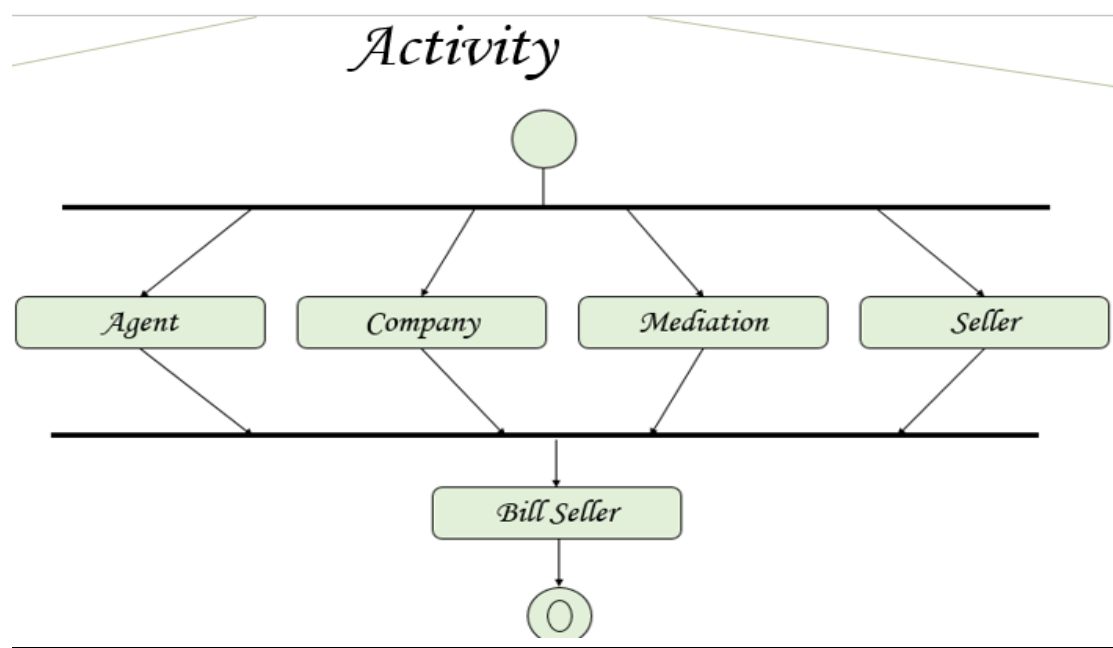 Activity
Agent
Company
Mediation
Seller
Bill Seller